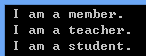 I am a member.
I am a teacher.
I am a student.